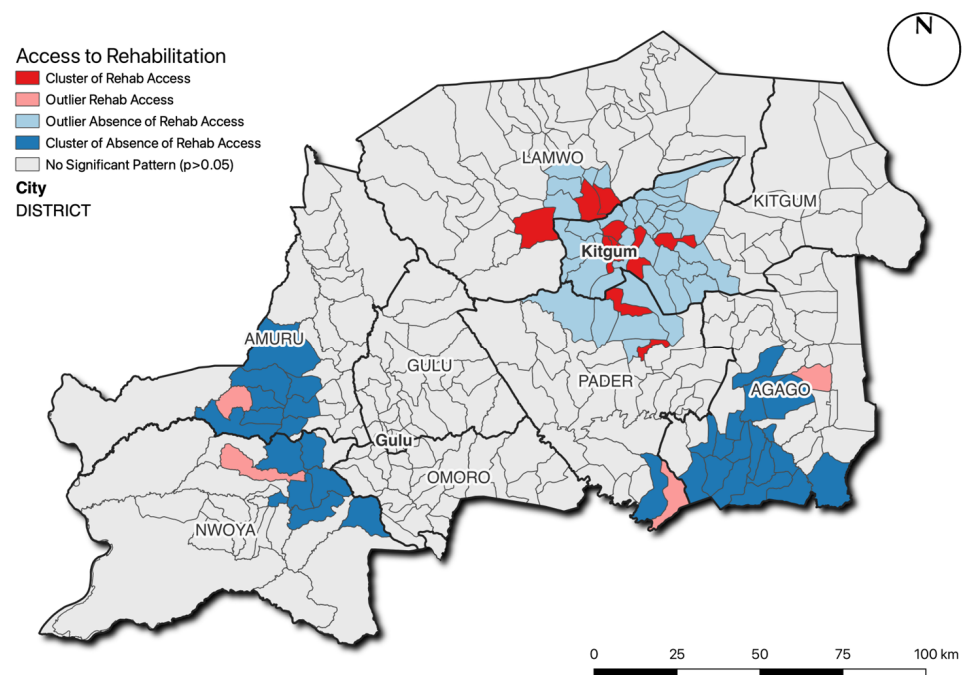 N
Access to Rehabilitation
Cluster of Rehab Access
Outlier Rehab Access
Outlier Absence of Rehab Access
Cluster of Absence of Rehab Access
No Significant Pattern (p>0.05)
City
DISTRICT
LAMWO
KITGUM
Kitgum
AMURU
GULU
PADER
AGAGO
Gulu
OMORO
NWOYA
0 25 50 75 100 km